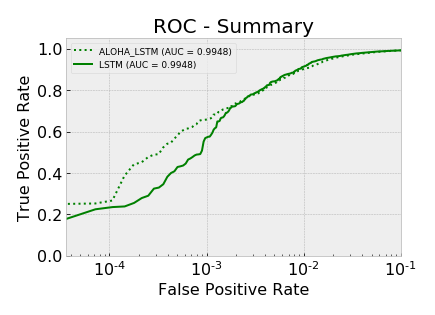 ROC - Summary
ALOHA_LSTM (AUC = 0.9948)
LSTM (AUC = 0.9948)
True Positive Rate
1.0
0.8
0.6
0.4
0.2
0.0
10⁻⁴
10⁻³
10⁻²
10⁻¹
False Positive Rate